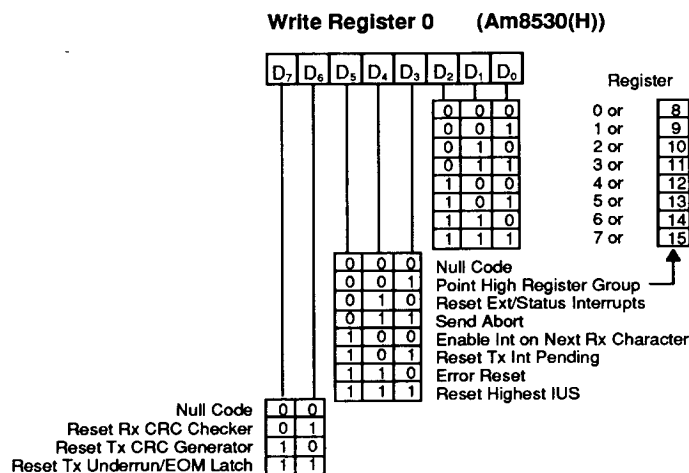 Write Register 0 (Am8530(H))
D7 D6 D5 D4 D3 D2 D1 D0
Register
0 0 0 0 or 8
0 0 1 1 or 9
0 1 0 2 or 10
0 1 1 3 or 11
1 0 0 4 or 12
1 0 1 5 or 13
1 1 0 6 or 14
1 1 1 7 or 15
0 0 0 Null Code
0 0 1 Point High Register Group
0 1 0 Reset Ext/Status Interrupts
0 1 1 Send Abort
1 0 0 Enable Int on Next Rx Character
1 0 1 Reset Tx Int Pending
1 1 0 Error Reset
1 1 1 Reset Highest IUS
Null Code 0 0
Reset Rx CRC Checker 0 1
Reset Tx CRC Generator 1 0
Reset Tx Underrun/EOM Latch 1 1